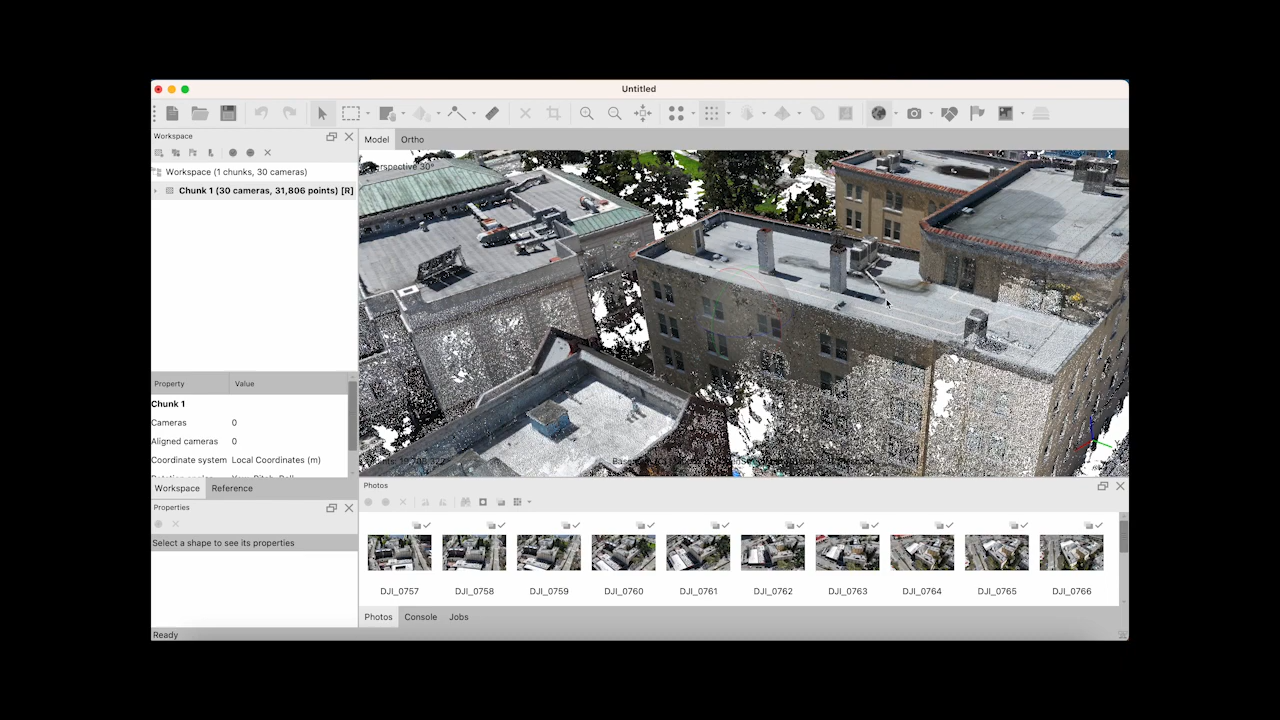 Untitled
Workspace
Model Ortho
Perspective 30°
Workspace (1 chunks, 30 cameras)
Chunk 1 (30 cameras, 31,806 points) [R]
Property Value
Chunk 1
Cameras 0
Aligned cameras 0
Coordinate system Local Coordinates (m)
Workspace Reference
Photos
Properties
Select a shape to see its properties
DJI_0757 DJI_0758 DJI_0759 DJI_0760 DJI_0761 DJI_0762 DJI_0763 DJI_0764 DJI_0765 DJI_0766
Photos Console Jobs
Ready